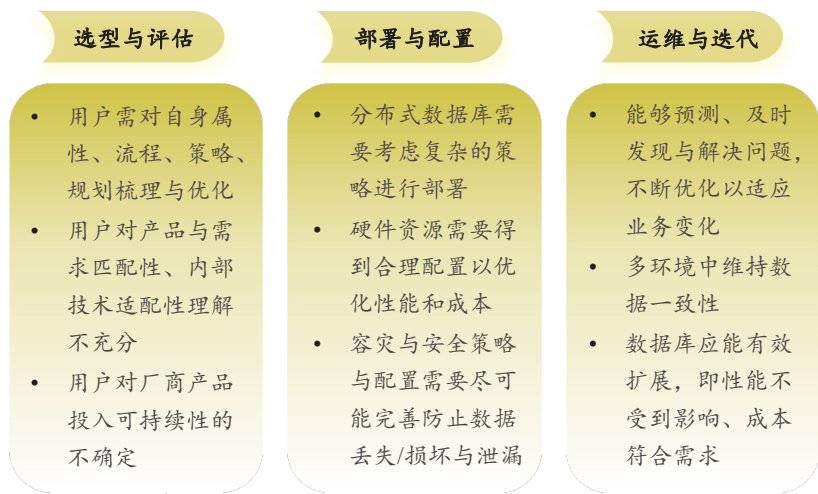 选型与评估
• 用户需对自身属
性、流程、策略、
规划梳理与优化
• 用户对产品与需
求匹配性、内部
技术适配性理解
不充分
• 用户对厂商产品
投入可持续性的
不确定
部署与配置
• 分布式数据库需
要考虑复杂的策
略进行部署
• 硬件资源需要得
到合理配置以优
化性能和成本
• 容灾与安全策略
与配置需要尽可
能完善防止数据
丢失/损坏与泄漏
运维与迭代
• 能够预测、及时
发现与解决问题，
不断优化以适应
业务变化
• 多环境中维持数
据一致性
• 数据库应能有效
扩展，即性能不
受到影响、成本
符合需求